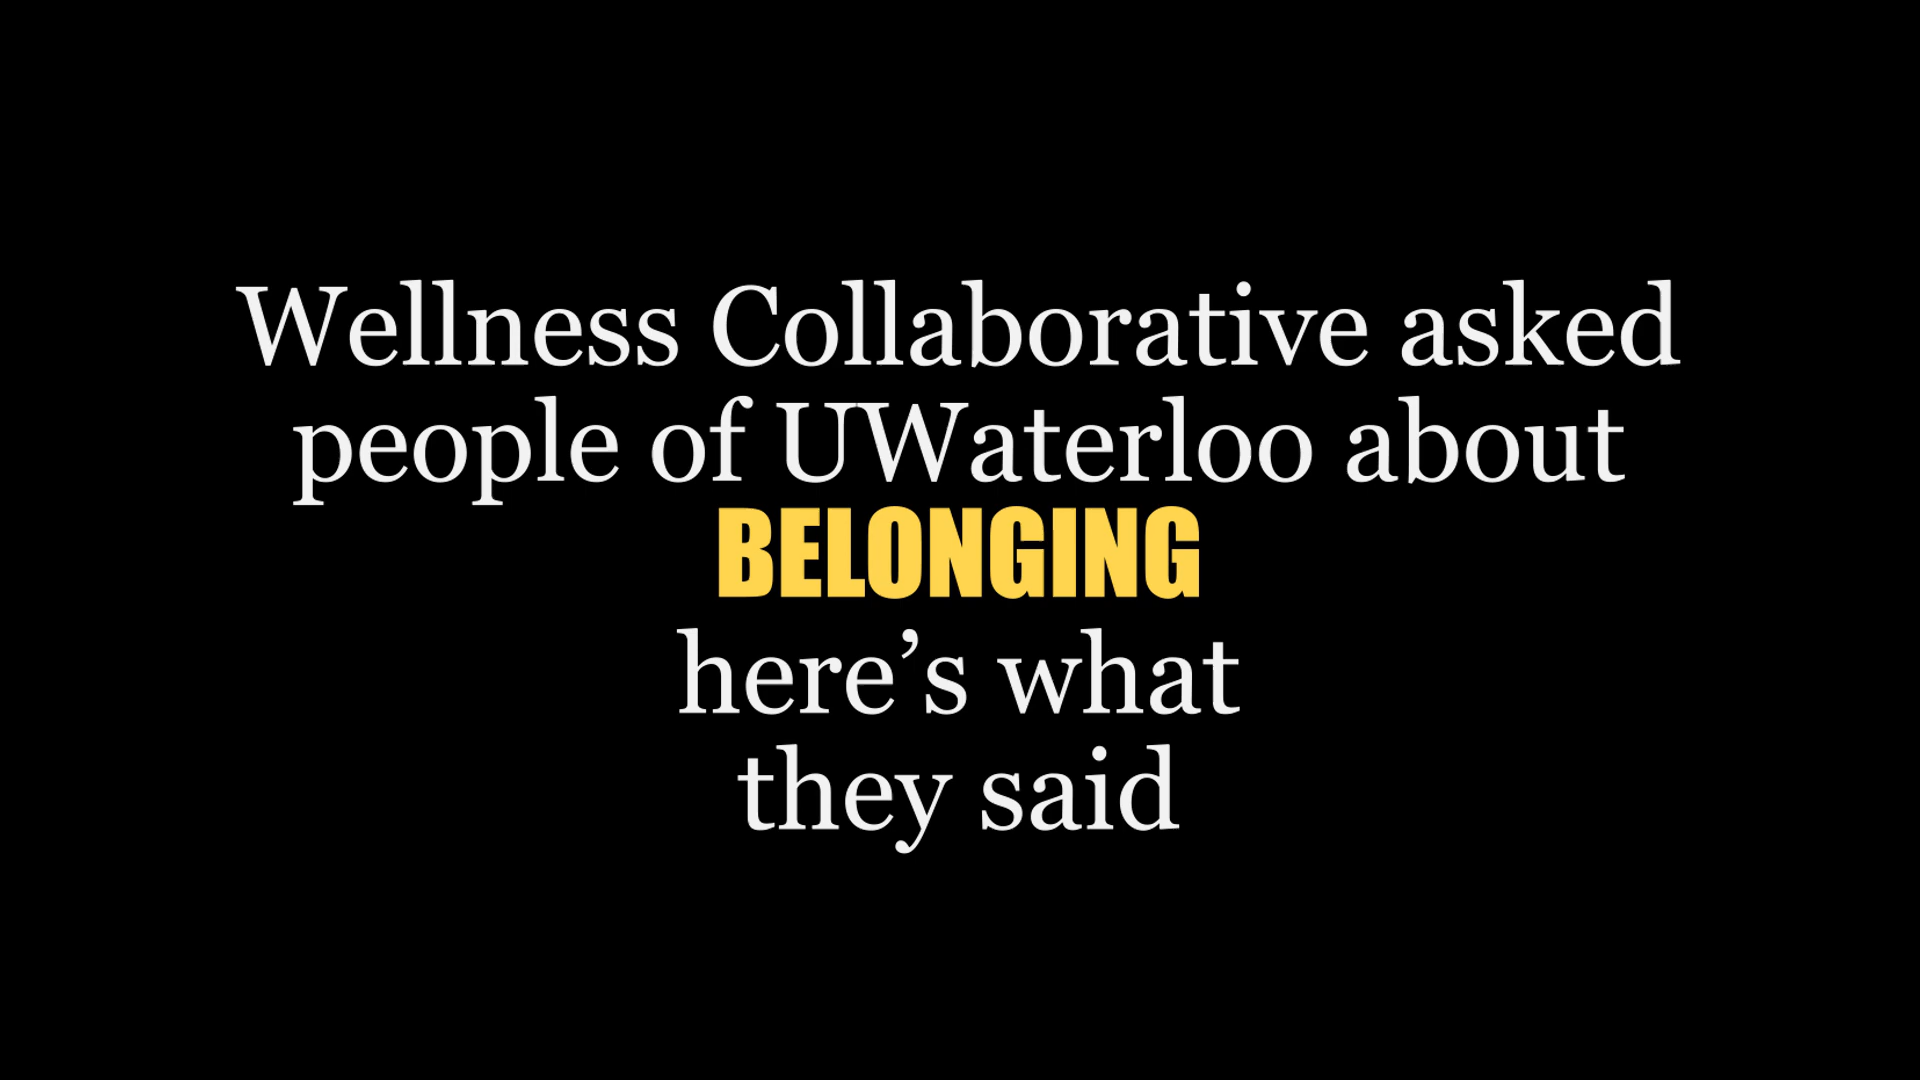 Wellness Collaborative asked
people of UWaterloo about
BELONGING
here’s what
they said